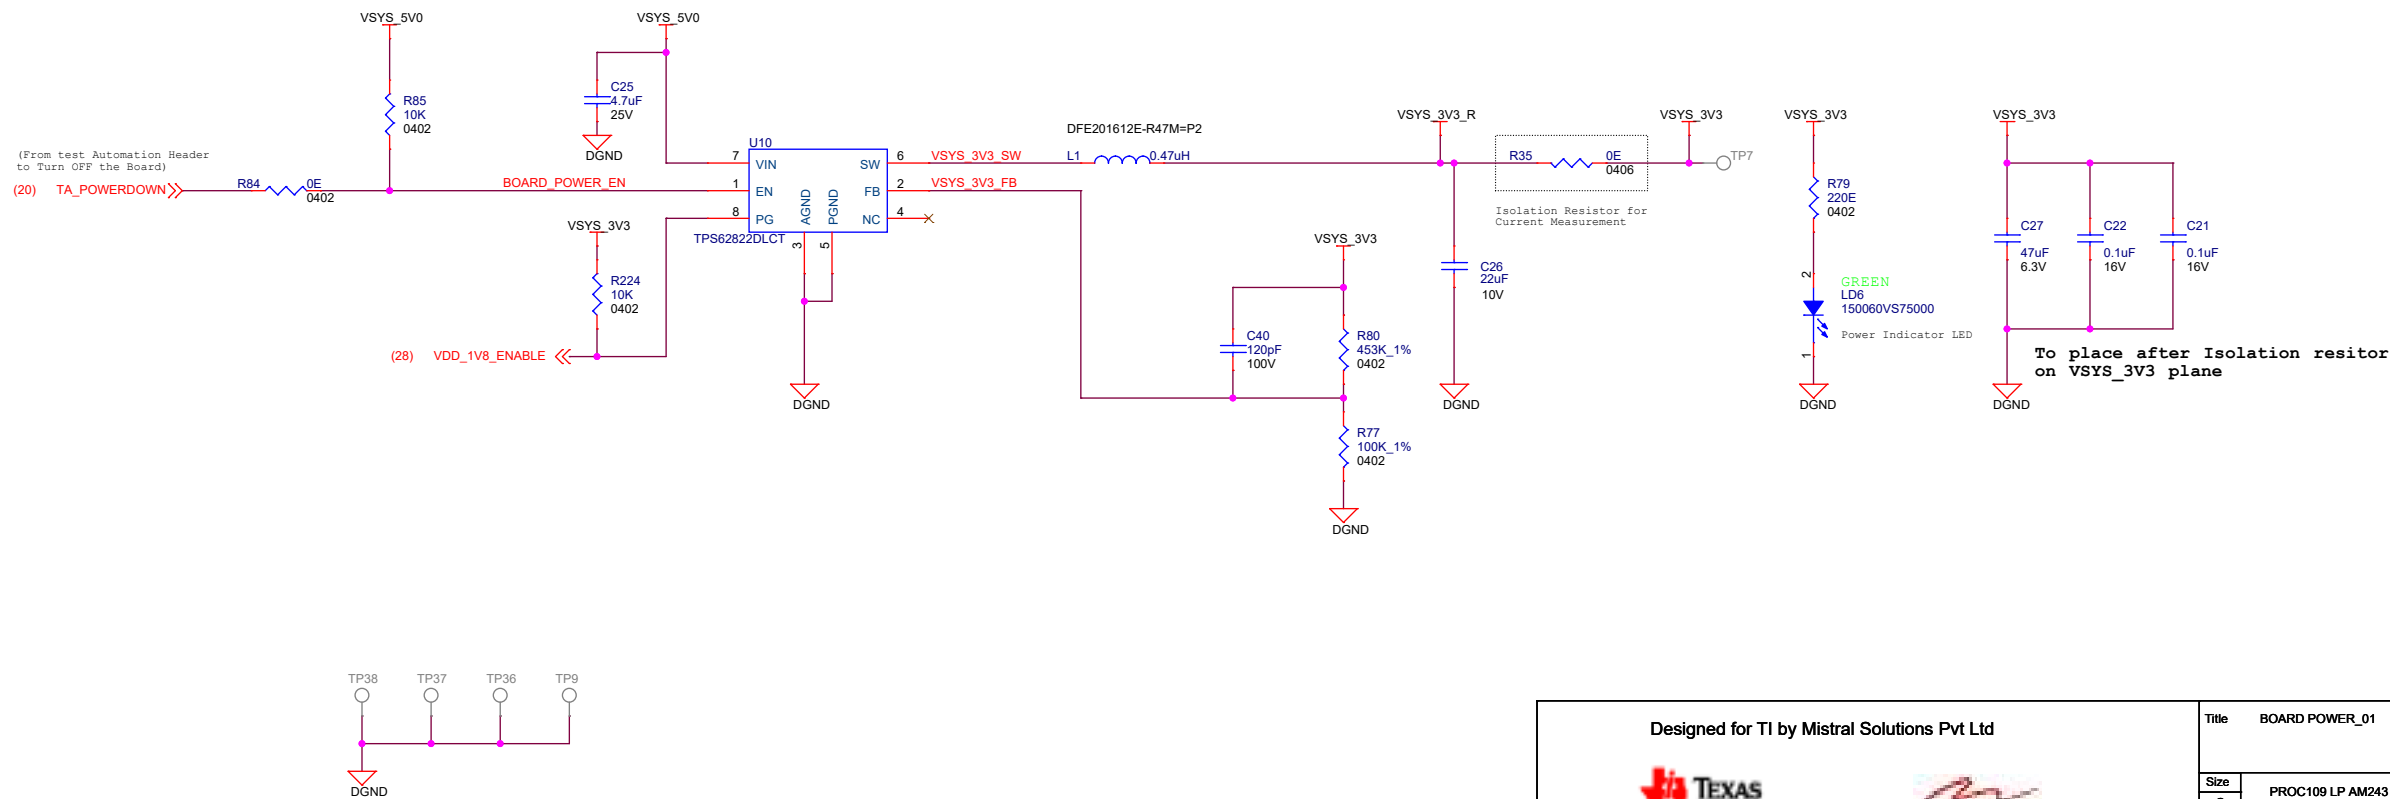 VSYS_5V0
VSYS_5V0
R85
10K
0402
C25
4.7uF
25V
DGND
(From test Automation Header
to Turn OFF the Board)
(20) TA_POWERDOWN
R84
0E
0402
BOARD_POWER_EN
U10
7 VIN
1 EN
8 PG
SW 6
FB 2
NC 4
AGND
PGND
3
5
TPS62822DLCT
VSYS_3V3
R224
10K
0402
(28) VDD_1V8_ENABLE
DGND
VSYS_3V3_SW
VSYS_3V3_FB
DFE201612E-R47M=P2
L1
0.47uH
VSYS_3V3
C40
120pF
100V
R80
453K_1%
0402
R77
100K_1%
0402
DGND
VSYS_3V3_R
R35
0E
0406
Isolation Resistor for
Current Measurement
VSYS_3V3
TP7
C26
22uF
10V
DGND
VSYS_3V3
R79
220E
0402
2
GREEN
LD6
150060VS75000
Power Indicator LED
1
DGND
VSYS_3V3
C27
47uF
6.3V
C22
0.1uF
16V
C21
0.1uF
16V
To place after Isolation resitor
on VSYS_3V3 plane
DGND
TP38
TP37
TP36
TP9
DGND
Designed for TI by Mistral Solutions Pvt Ltd
TEXAS
Title BOARD POWER_01
Size
PROC109 LP AM243